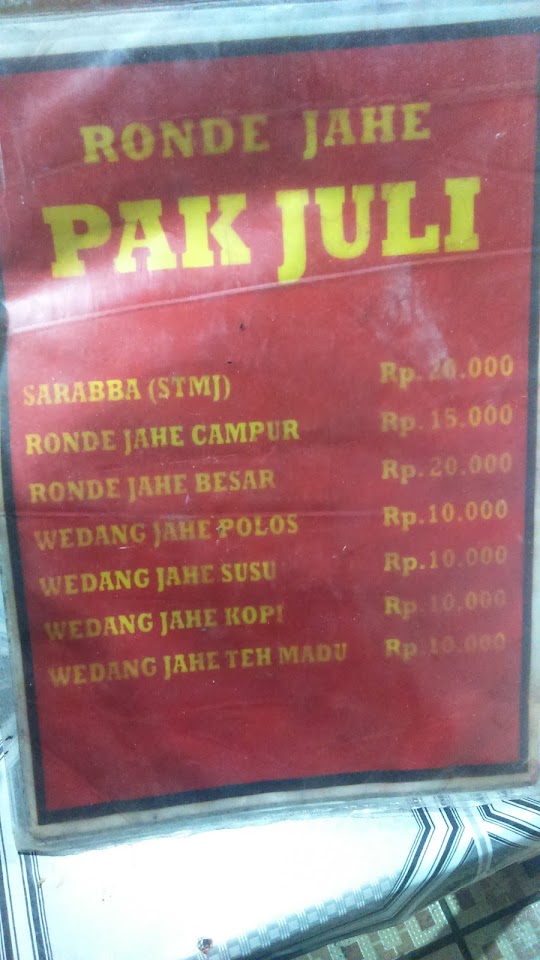 RONDE JAHE
PAK JULI
SARABBA (STMJ) Rp. 20.000
RONDE JAHE CAMPUR Rp. 15.000
RONDE JAHE BESAR Rp. 20.000
WEDANG JAHE POLOS Rp.10.000
WEDANG JAHE SUSU Rp.10.000
WEDANG JAHE KOPI Rp.10.000
WEDANG JAHE TEH MADU Rp.10.000